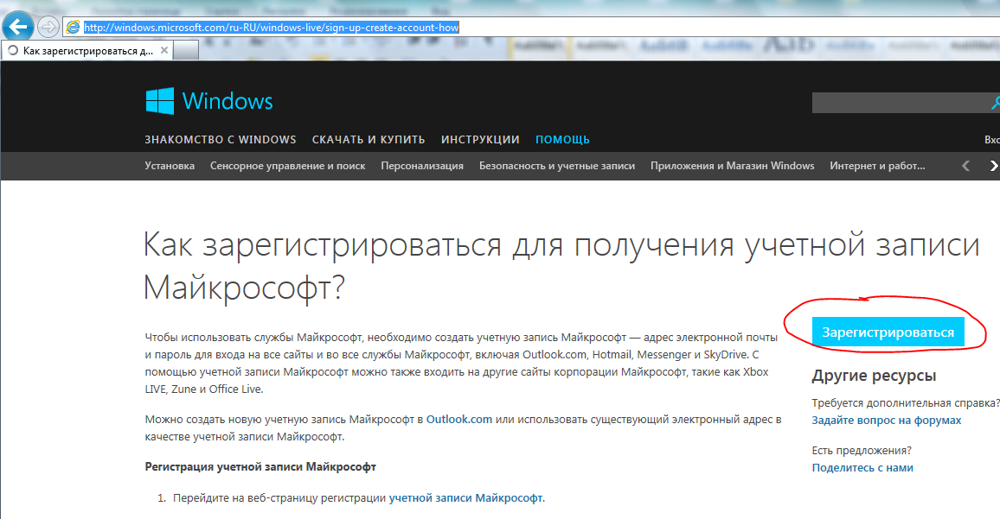 http://windows.microsoft.com/ru-RU/windows-live/sign-up-create-account-how
Как зарегистрироваться д...
Windows
ЗНАКОМСТВО С WINDOWS СКАЧАТЬ И КУПИТЬ ИНСТРУКЦИИ ПОМОЩЬ
Вхо
Установка Сенсорное управление и поиск Персонализация Безопасность и учетные записи Приложения и Магазин Windows Интернет и работ...
Как зарегистрироваться для получения учетной записи
Майкрософт?
Чтобы использовать службы Майкрософт, необходимо создать учетную запись Майкрософт — адрес электронной почты
и пароль для входа на все сайты и во все службы Майкрософт, включая Outlook.com, Hotmail, Messenger и SkyDrive. С
помощью учетной записи Майкрософт можно также входить на другие сайты корпорации Майкрософт, такие как Xbox
LIVE, Zune и Office Live.
Можно создать новую учетную запись Майкрософт в Outlook.com или использовать существующий электронный адрес в
качестве учетной записи Майкрософт.
Регистрация учетной записи Майкрософт
1. Перейдите на веб-страницу регистрации учетной записи Майкрософт.
Зарегистрироваться
Другие ресурсы
Требуется дополнительная справка?
Задайте вопрос на форумах
Есть предложения?
Поделитесь с нами